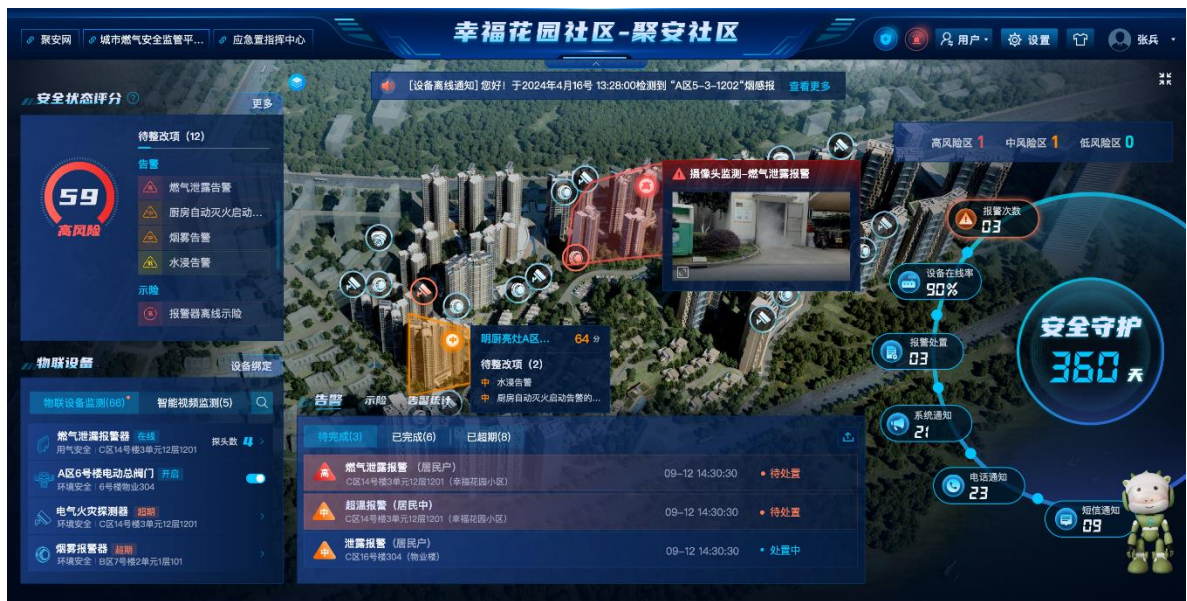 聚安网
城市燃气安全监管平...
应急置指挥中心
幸福花园社区-聚安社区
用户
设置
张兵
[设备离线通知] 您好！于2024年4月16号 13:28:00检测到 "A区5-3-1202"烟感报
查看更多
安全状态评分
更多
59
高风险
待整改项（12）
告警
燃气泄露告警
厨房自动灭火启动...
烟雾告警
水浸告警
示险
报警器离线示险
高风险区 1
中风险区 1
低风险区 0
摄像头监测-燃气泄露报警
明厨亮灶A区...
64 分
待整改项（2）
中 水浸告警
中 厨房自动灭火启动告警的...
报警次数
03
设备在线率
90%
报警处置
03
系统通知
21
电话通知
23
短信通知
09
安全守护
360 天
物联设备
设备绑定
物联设备监测(66)
智能视频监测(5)
燃气泄漏报警器 在线
用气安全 | C区14号楼3单元12层1201
探头数 4
A区6号楼电动总阀门 开启
环境安全 | 6号楼物业304
电气火灾探测器 超期
环境安全 | C区14号楼3单元12层1201
烟雾报警器 超期
环境安全 | B区7号楼2单元1层101
告警
示险
告警统计
待完成(3)
已完成(6)
已超期(8)
高
燃气泄露报警（居民户）
C区14号楼3单元12层1201（幸福花园小区）
09-12 14:30:30
待处置
中
超温报警（居民中）
C区14号楼3单元12层1201（幸福花园小区）
09-12 14:30:30
待处置
中
泄露报警（居民户）
C区16号楼304（物业楼）
09-12 14:30:30
处置中